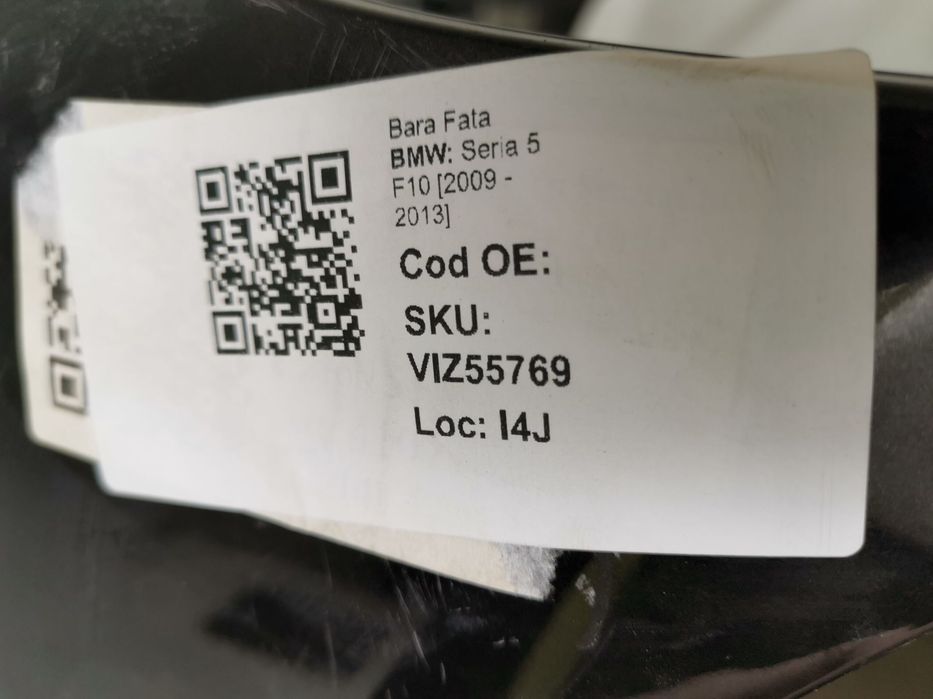 Bara Fata
BMW: Seria 5
F10 [2009 -
2013]
Cod OE:
SKU:
VIZ55769
Loc: I4J